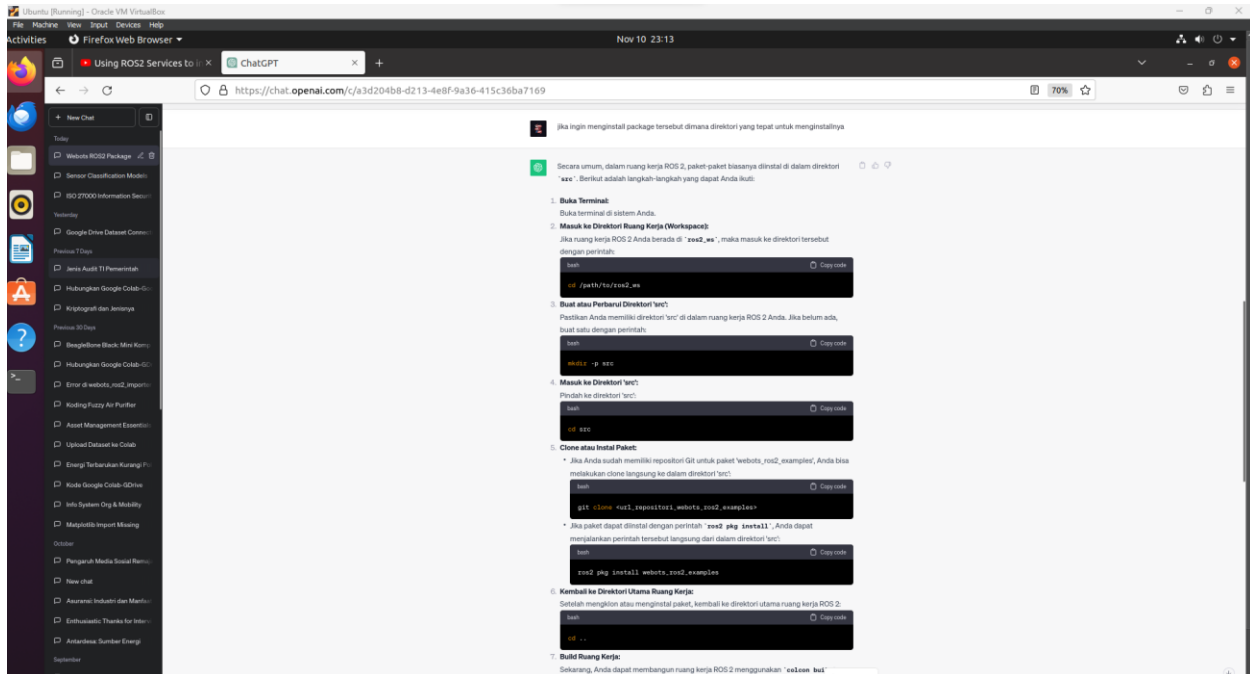 Ubuntu [Running] - Oracle VM VirtualBox
File Machine View Input Devices Help
Activities Firefox Web Browser Nov 10 23:13
Using ROS2 Services to in ChatGPT
https://chat.openai.com/c/a3d204b8-d213-4e8f-9a36-415c36ba7169 70%
New Chat
Today
Webots ROS2 Package
Sensor Classification Models
ISO 27000 Information Secur
Yesterday
Google Drive Dataset Connec
Previous 7 Days
Jenis Audit TI Pemerintah
Hubungkan Google Colab-Go
Kriptografi dan Jenisnya
Previous 30 Days
BeagleBone Black: Mini Komp
Hubungkan Google Colab-GD
Error di webots_ros2_importer
Koding Fuzzy Air Purifier
Asset Management Essentials
Upload Dataset ke Colab
Energi Terbarukan Kurangi Po
Kode Google Colab-GDrive
Info System Org & Mobility
Matplotlib Import Missing
October
Pengaruh Media Sosial Remaj
New chat
Asuransi: Industri dan Manfaat
Enthusiastic Thanks for Interv
Antardesa: Sumber Energi
September
jika ingin menginstall package tersebut dimana direktori yang tepat untuk menginstallnya
Secara umum, dalam ruang kerja ROS 2, paket-paket biasanya diinstal di dalam direktori
`src`. Berikut adalah langkah-langkah yang dapat Anda ikuti:
1. Buka Terminal:
Buka terminal di sistem Anda.
2. Masuk ke Direktori Ruang Kerja (Workspace):
Jika ruang kerja ROS 2 Anda berada di `ros2_ws`, maka masuk ke direktori tersebut
dengan perintah:
bash Copy code
cd /path/to/ros2_ws
3. Buat atau Perbarui Direktori 'src':
Pastikan Anda memiliki direktori 'src' di dalam ruang kerja ROS 2 Anda. Jika belum ada,
buat satu dengan perintah:
bash Copy code
mkdir -p src
4. Masuk ke Direktori 'src':
Pindah ke direktori 'src':
bash Copy code
cd src
5. Clone atau Instal Paket:
• Jika Anda sudah memiliki repositori Git untuk paket 'webots_ros2_examples', Anda bisa
melakukan clone langsung ke dalam direktori 'src':
bash Copy code
git clone <url_repositori_webots_ros2_examples>
• Jika paket dapat diinstal dengan perintah `ros2 pkg install`, Anda dapat
menjalankan perintah tersebut langsung dari dalam direktori 'src':
bash Copy code
ros2 pkg install webots_ros2_examples
6. Kembali ke Direktori Utama Ruang Kerja:
Setelah mengklon atau menginstal paket, kembali ke direktori utama ruang kerja ROS 2:
bash Copy code
cd ..
7. Build Ruang Kerja:
Sekarang, Anda dapat membangun ruang kerja ROS 2 menggunakan `colcon bui